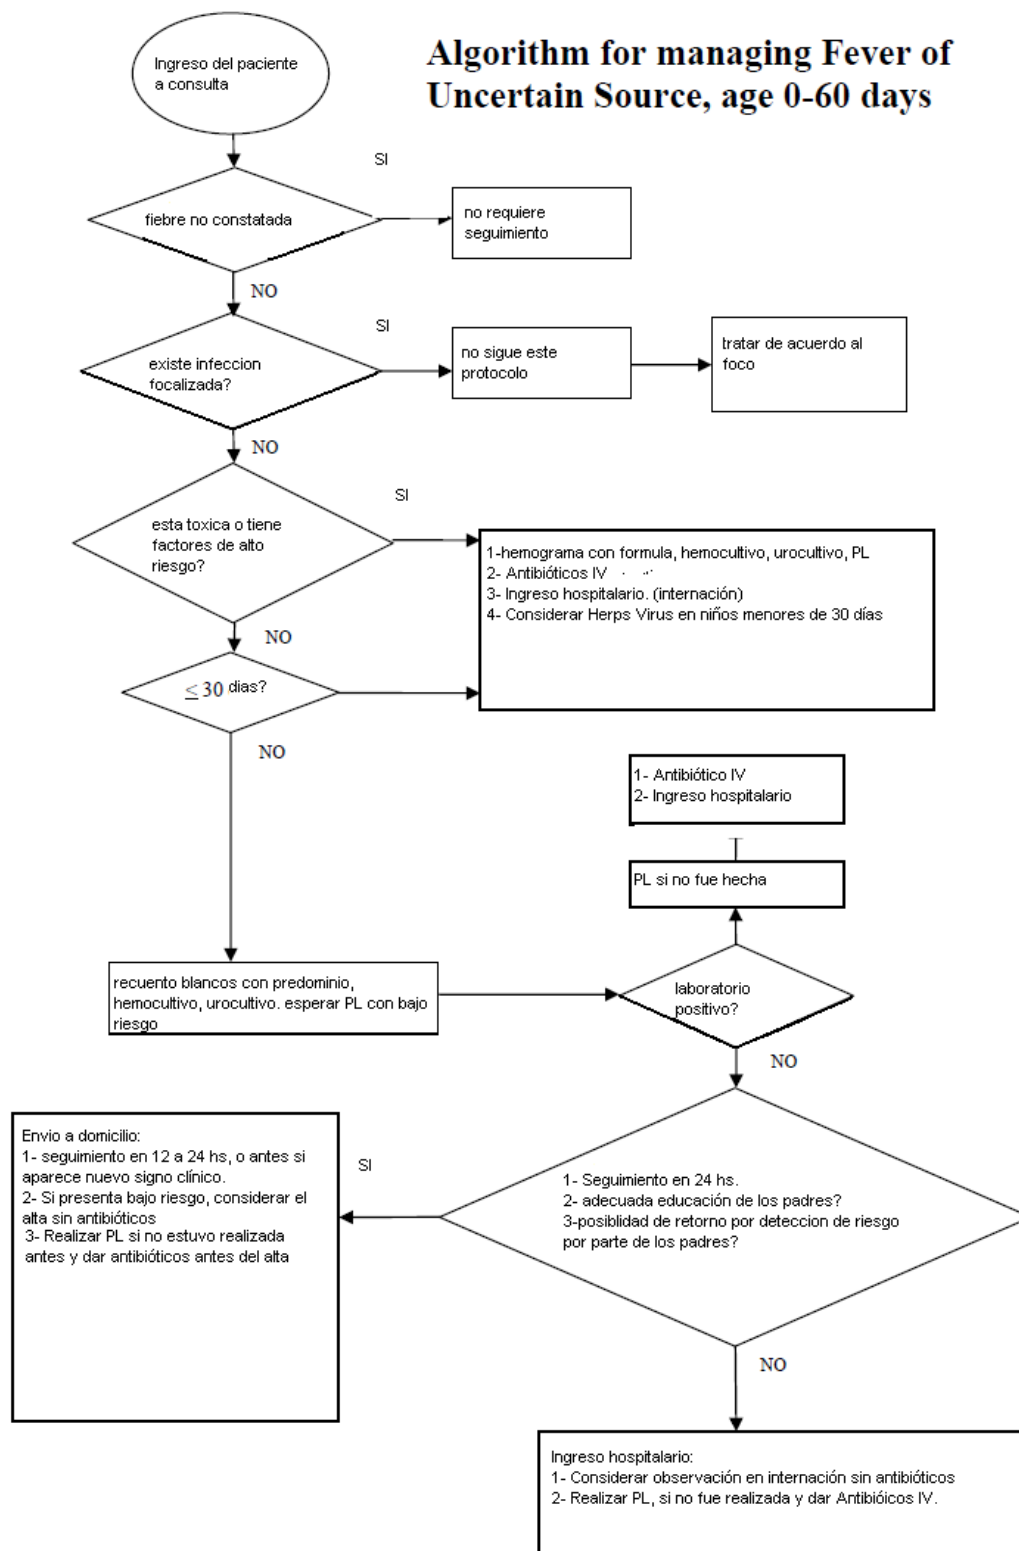 Algorithm for managing Fever of
Uncertain Source, age 0-60 days
Ingreso del paciente
a consulta
SI
fiebre no constatada
no requiere
seguimiento
NO
SI
existe infeccion
focalizada?
no sigue este
protocolo
tratar de acuerdo al
foco
NO
SI
esta toxica o tiene
factores de alto
riesgo?
1-hemograma con formula, hemocultivo, urocultivo, PL
2- Antibióticos IV
3- Ingreso hospitalario. (internación)
4- Considerar Herps Virus en niños menores de 30 días
NO
≤ 30 dias?
NO
1- Antibiótico IV
2- Ingreso hospitalario
PL si no fue hecha
recuento blancos con predominio,
hemocultivo, urocultivo. esperar PL con bajo
riesgo
laboratorio
positivo?
NO
Envio a domicilio:
1- seguimiento en 12 a 24 hs, o antes si
aparece nuevo signo clínico.
2- Si presenta bajo riesgo, considerar el
alta sin antibióticos
3- Realizar PL si no estuvo realizada
antes y dar antibióticos antes del alta
SI
1- Seguimiento en 24 hs.
2- adecuada educación de los padres?
3-posiblidad de retorno por deteccion de riesgo
por parte de los padres?
NO
Ingreso hospitalario:
1- Considerar observación en internación sin antibióticos
2- Realizar PL, si no fue realizada y dar Antibióicos IV.